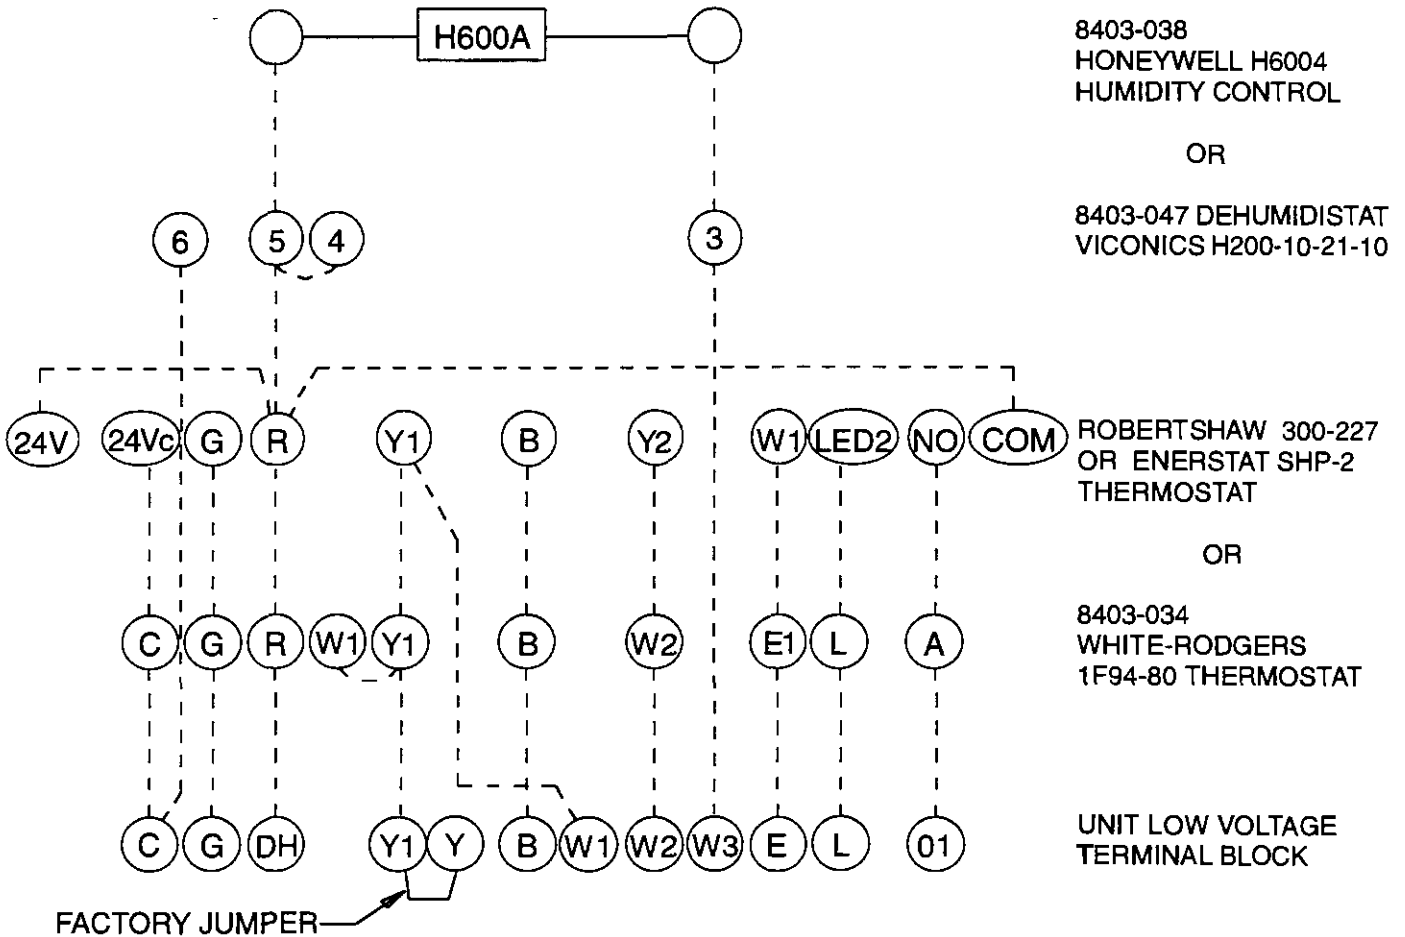 H600A
8403-038
HONEYWELL H6004
HUMIDITY CONTROL
OR
8403-047 DEHUMIDISTAT
VICONICS H200-10-21-10
6 5 4 3
24V 24Vc G R Y1 B Y2 W1 LED2 NO COM
ROBERTSHAW 300-227
OR ENERSTAT SHP-2
THERMOSTAT
OR
C G R W1 Y1 B W2 E1 L A
8403-034
WHITE-RODGERS
1F94-80 THERMOSTAT
C G DH Y1 Y B W1 W2 W3 E L 01
UNIT LOW VOLTAGE
TERMINAL BLOCK
FACTORY JUMPER